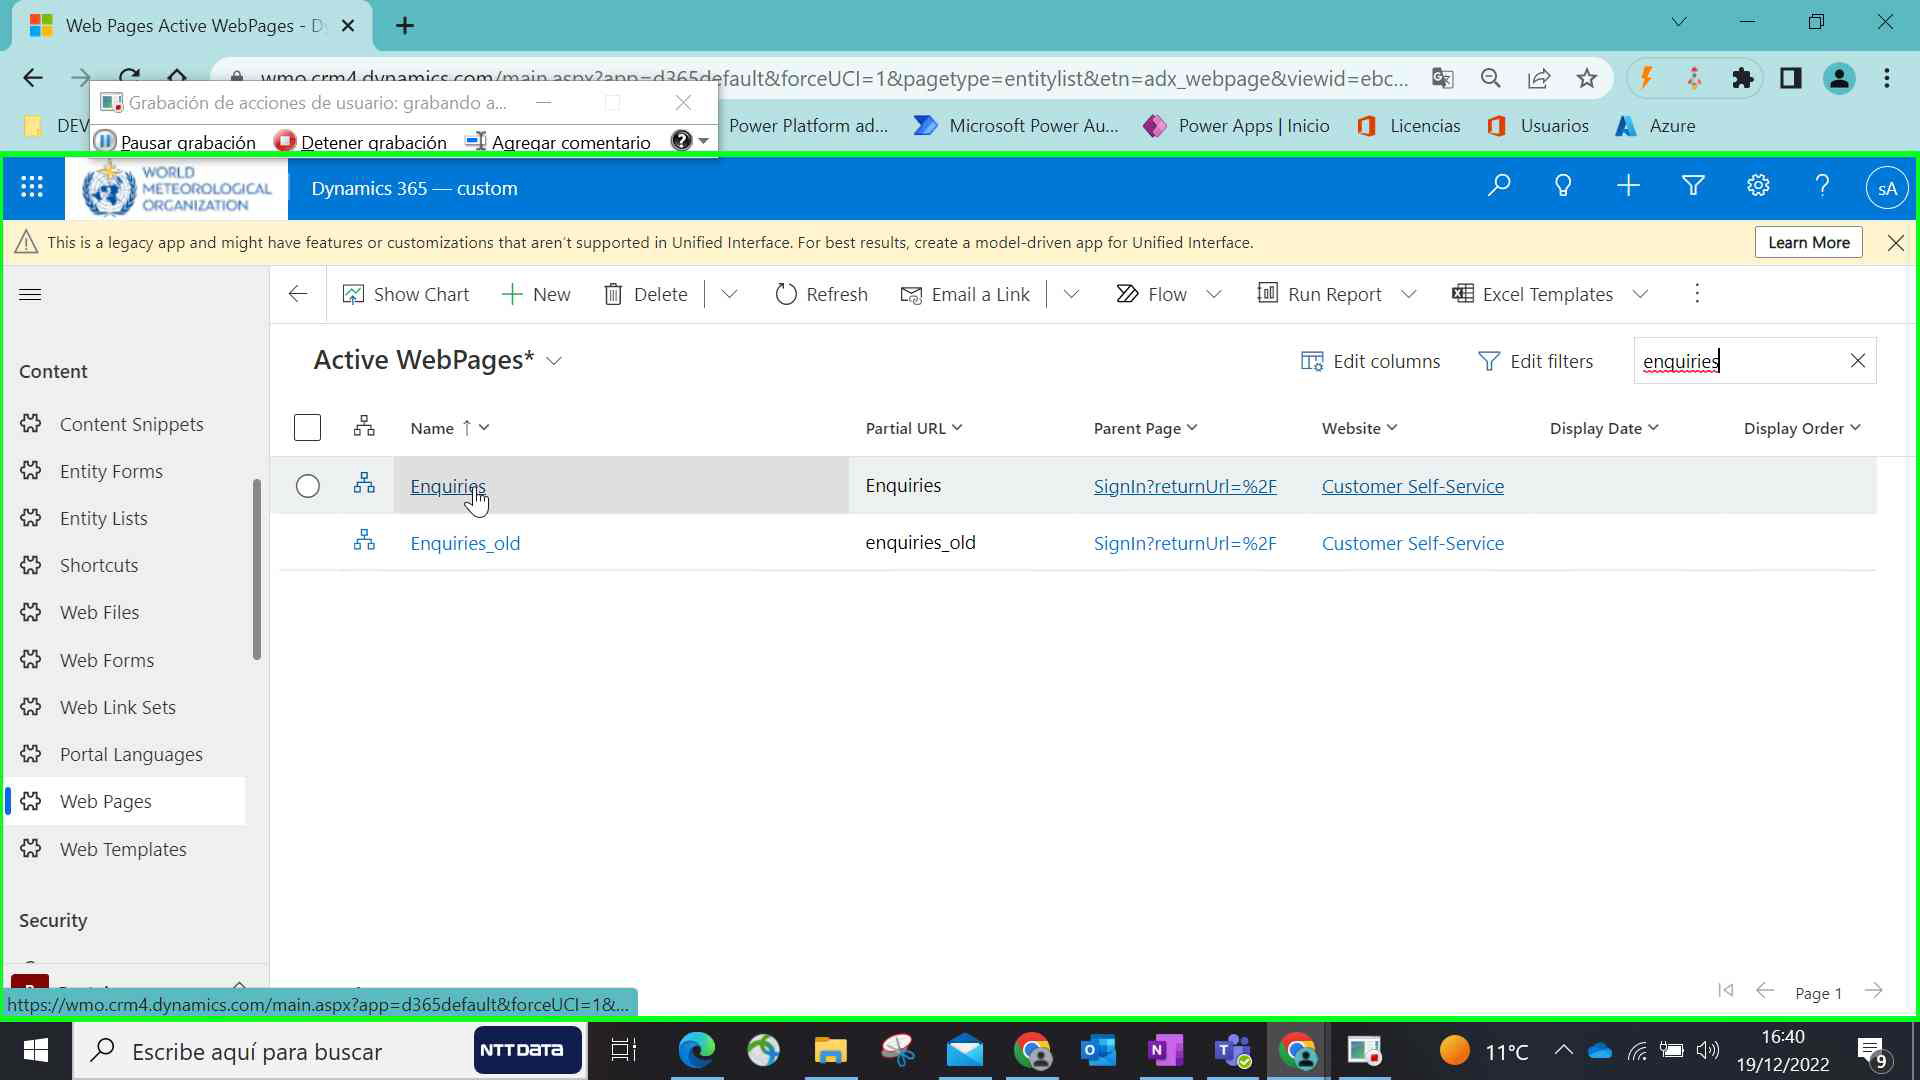 Web Pages Active WebPages - Dy
wmo.crm4.dynamics.com/main.aspx?app=d365default&forceUCI=1&pagetype=entitylist&etn=adx_webpage&viewid=ebc...
Grabación de acciones de usuario: grabando a...
Pausar grabación
Detener grabación
Agregar comentario
DEV
Power Platform ad...
Microsoft Power Au...
Power Apps | Inicio
Licencias
Usuarios
Azure
WORLD
METEOROLOGICAL
ORGANIZATION
Dynamics 365 — custom
sA
This is a legacy app and might have features or customizations that aren't supported in Unified Interface. For best results, create a model-driven app for Unified Interface.
Learn More
Show Chart
New
Delete
Refresh
Email a Link
Flow
Run Report
Excel Templates
Active WebPages*
Edit columns
Edit filters
enquiries
Name
Partial URL
Parent Page
Website
Display Date
Display Order
Enquiries
Enquiries
SignIn?returnUrl=%2F
Customer Self-Service
Enquiries_old
enquiries_old
SignIn?returnUrl=%2F
Customer Self-Service
Content
Content Snippets
Entity Forms
Entity Lists
Shortcuts
Web Files
Web Forms
Web Link Sets
Portal Languages
Web Pages
Web Templates
Security
Page 1
https://wmo.crm4.dynamics.com/main.aspx?app=d365default&forceUCI=1&...
Escribe aquí para buscar
NTT DATA
11°C
16:40
19/12/2022
9